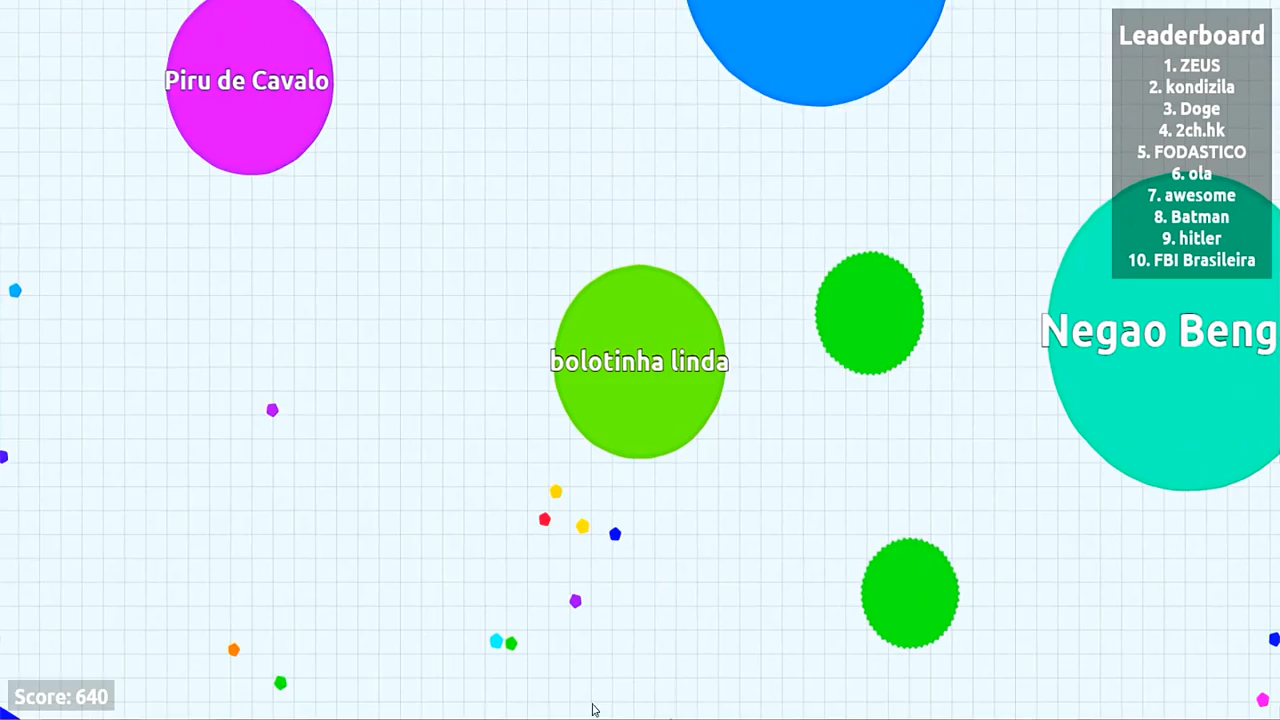 Piru de Cavalo
bolotinha linda
Negao Beng
Leaderboard
1. ZEUS
2. kondizila
3. Doge
4. 2ch.hk
5. FODASTICO
6. ola
7. awesome
8. Batman
9. hitler
10. FBI Brasileira
Score: 640